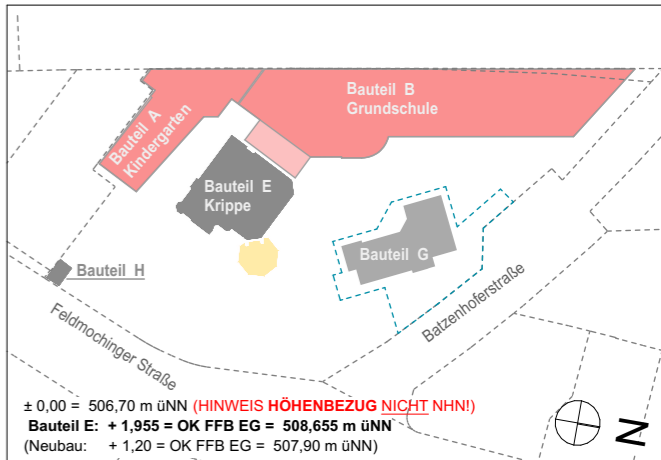 Bauteil B
Grundschule
Bauteil A
Kindergarten
Bauteil E
Krippe
Bauteil G
Bauteil H
Feldmochinger Straße
Batzenhoferstraße
± 0,00 = 506,70 m üNN (HINWEIS HÖHENBEZUG NICHT NHN!)
Bauteil E: + 1,955 = OK FFB EG = 508,655 m üNN
(Neubau: + 1,20 = OK FFB EG = 507,90 m üNN)
N